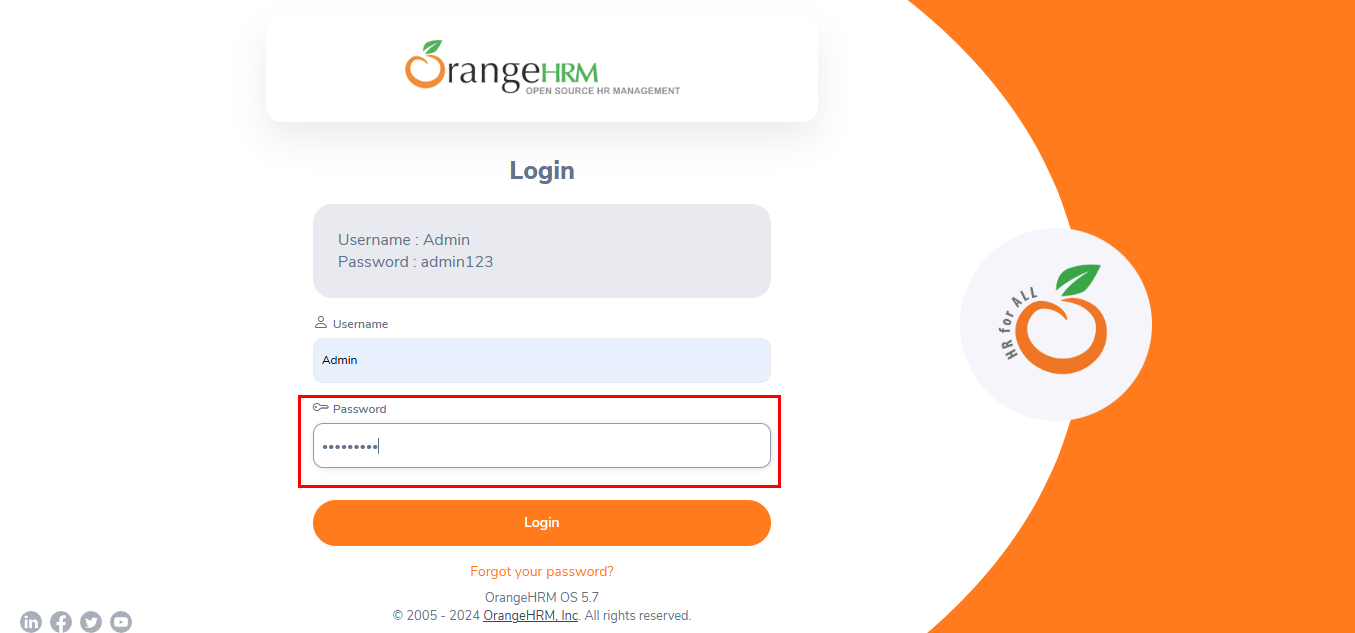 OrangeHRM
OPEN SOURCE HR MANAGEMENT
Login
Username : Admin
Password : admin123
Username
Admin
Password
•••••••••
Login
Forgot your password?
OrangeHRM OS 5.7
© 2005 - 2024 OrangeHRM, Inc. All rights reserved.
HR for ALL
in